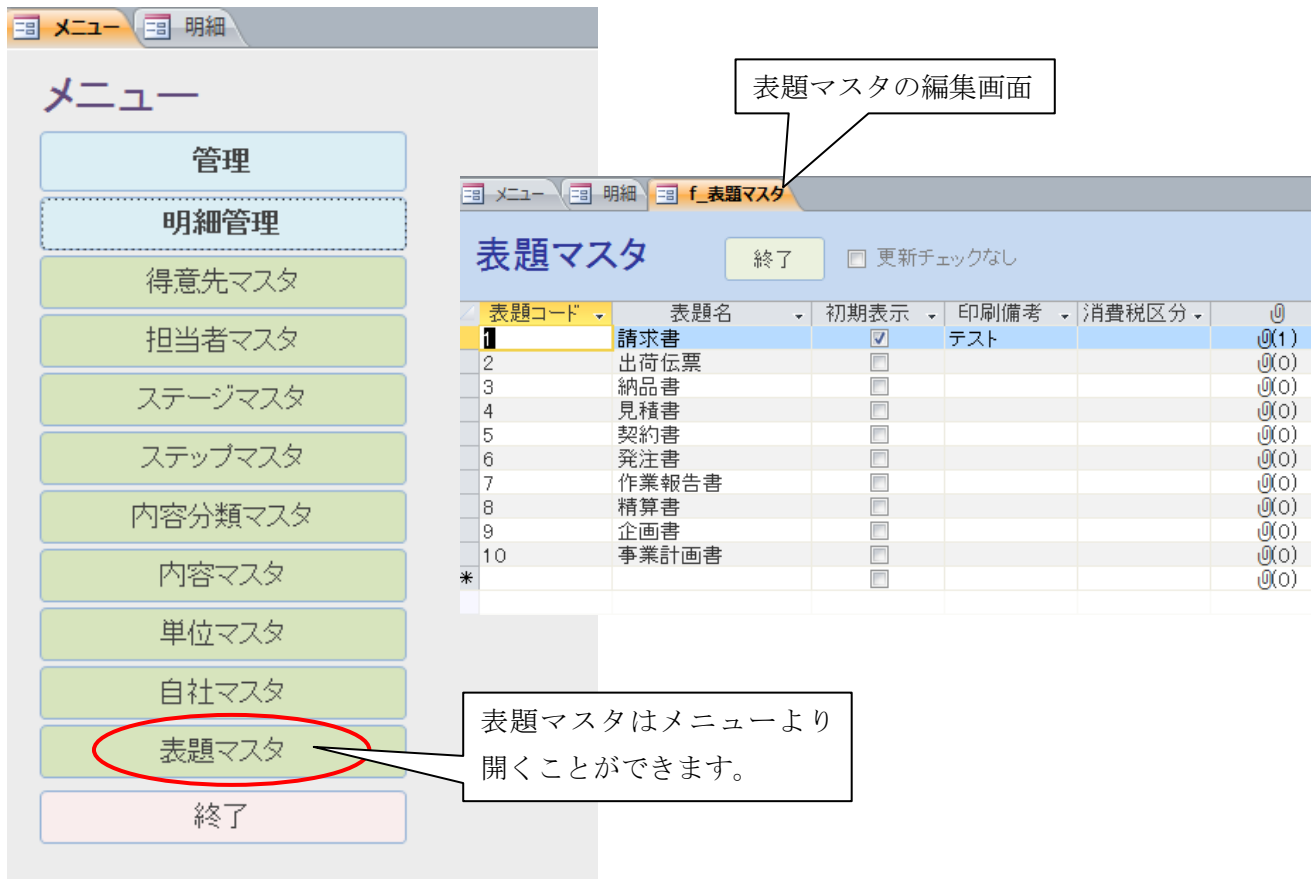 メニュー 明細
メニュー
管理
明細管理
得意先マスタ
担当者マスタ
ステージマスタ
ステップマスタ
内容分類マスタ
内容マスタ
単位マスタ
自社マスタ
表題マスタ
終了
表題マスタの編集画面
メニュー 明細 f_表題マスタ
表題マスタ 終了 更新チェックなし
表題コード 表題名 初期表示 印刷備考 消費税区分
1 請求書 テスト (1)
2 出荷伝票 (0)
3 納品書 (0)
4 見積書 (0)
5 契約書 (0)
6 発注書 (0)
7 作業報告書 (0)
8 精算書 (0)
9 企画書 (0)
10 事業計画書 (0)
* (0)
表題マスタはメニューより
開くことができます。